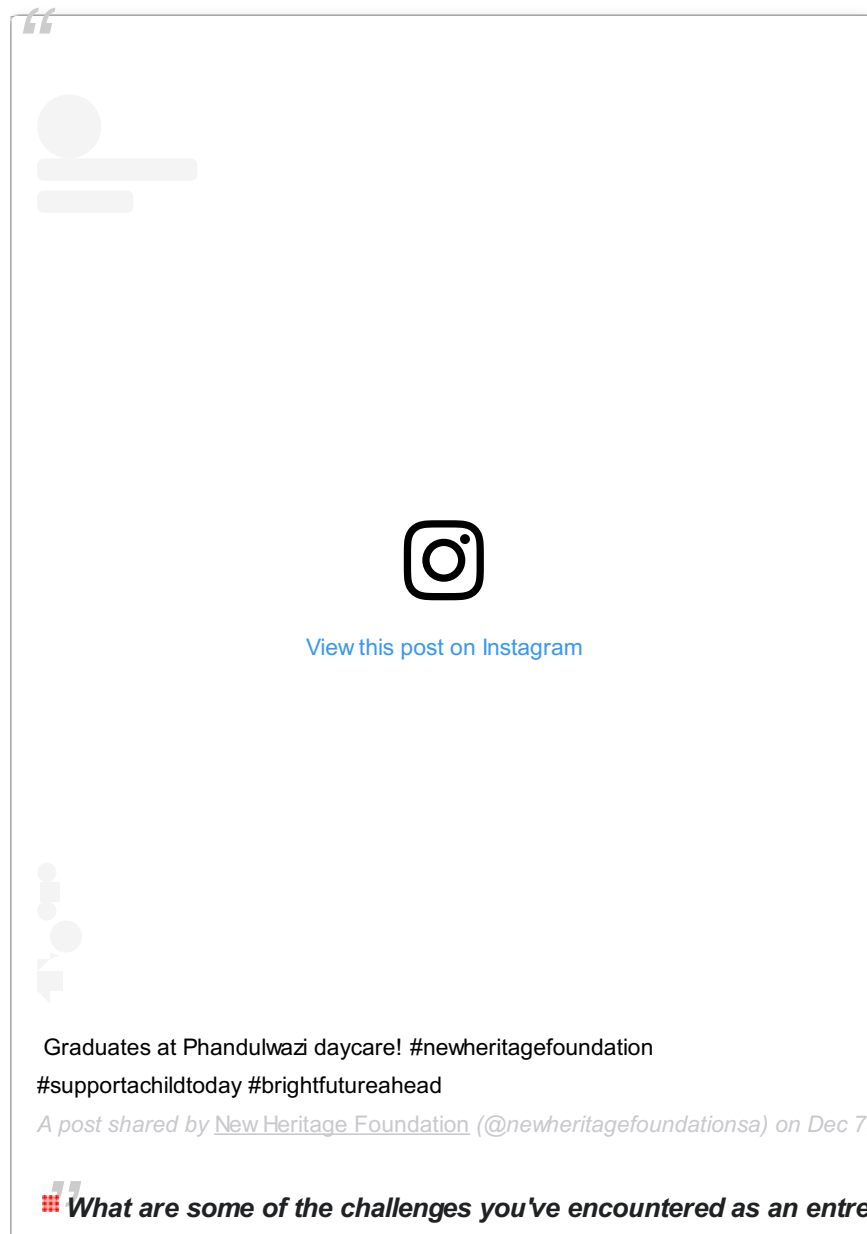 View this post on Instagram
Graduates at Phandulwazi daycare! #newheritagefoundation
#supportachildtoday #brightfutureahead
A post shared by New Heritage Foundation (@newheritagefoundationsa) on Dec 7
What are some of the challenges you've encountered as an entre